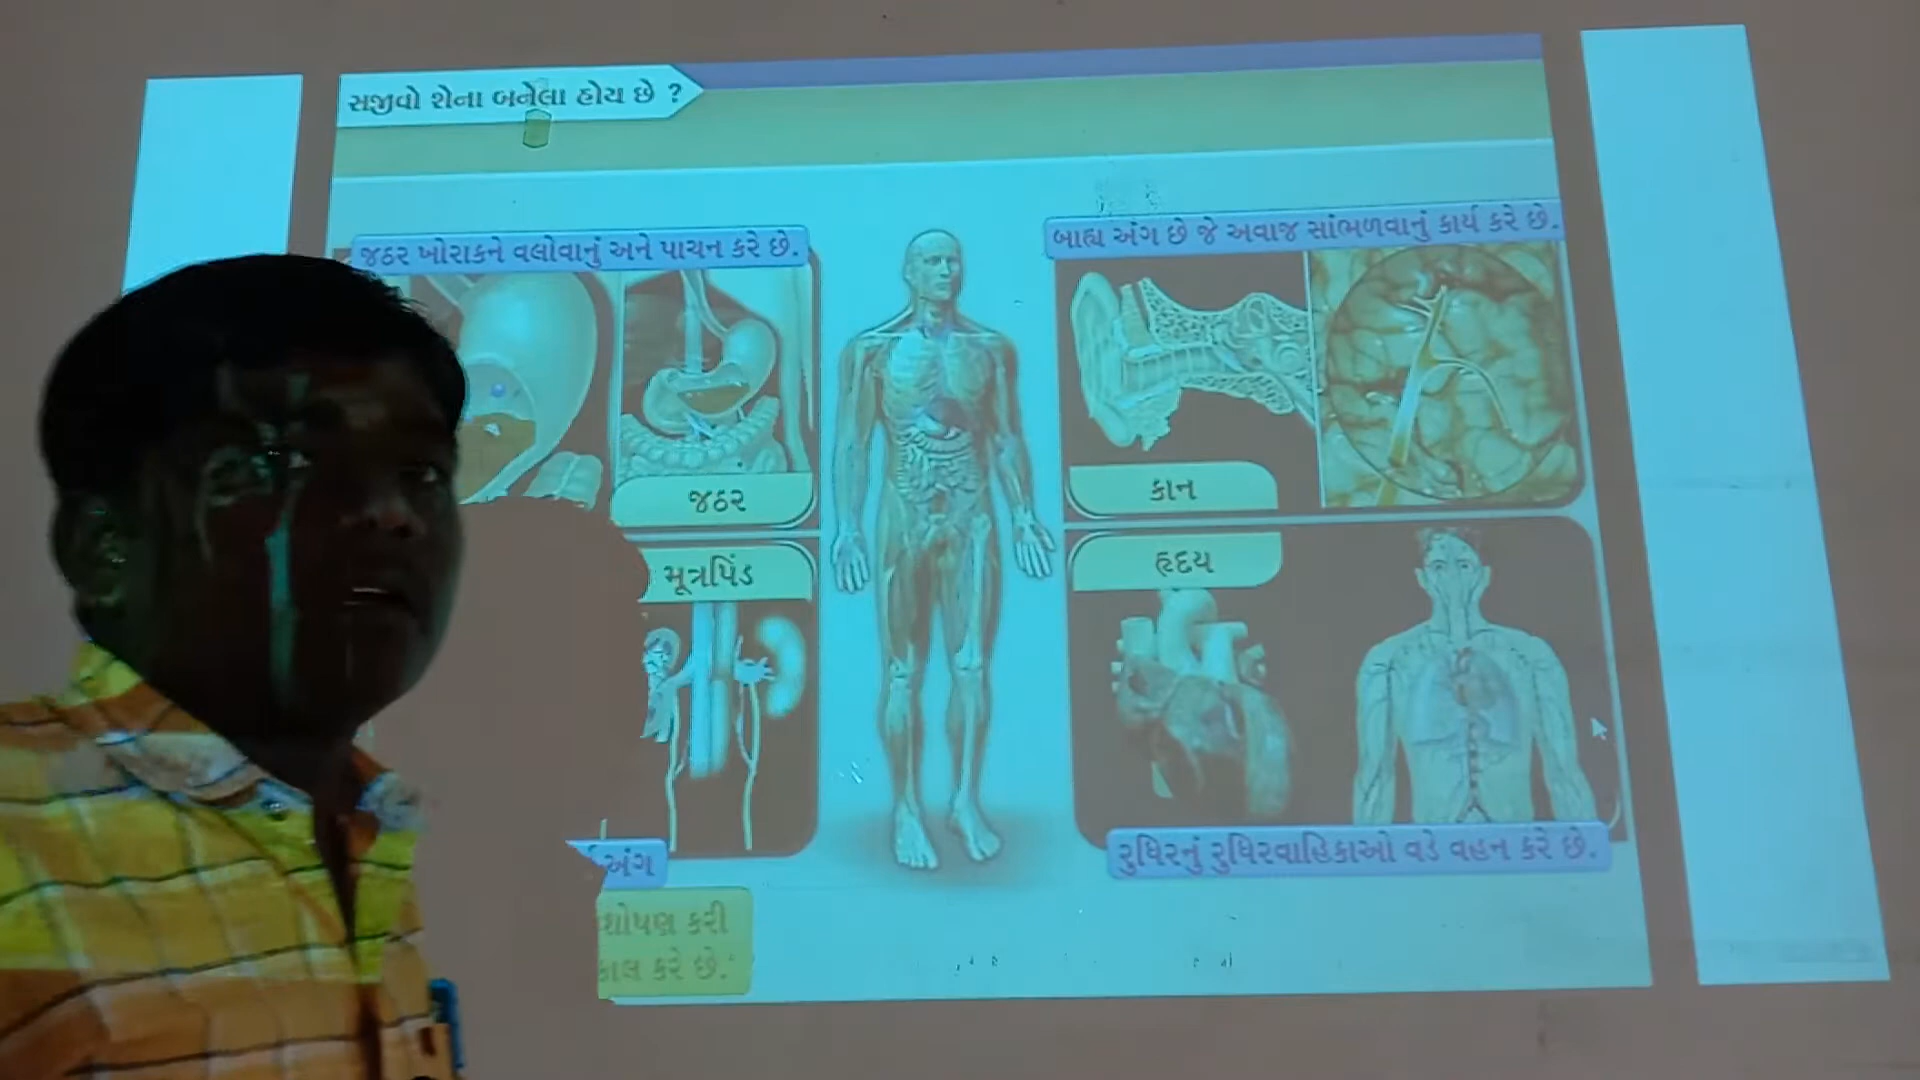 સજીવો શેના બનેલા હોય છે ?
જઠર ખોરાકને વલોવાનું અને પાચન કરે છે.
બાહ્ય અંગ છે જે અવાજ સાંભળવાનું કાર્ય કરે છે.
જઠર
કાન
મૂત્રપિંડ
હૃદય
અંગ
રુધિરનું રુધિરવાહિકાઓ વડે વહન કરે છે.
શોષણ કરી
કરે છે.